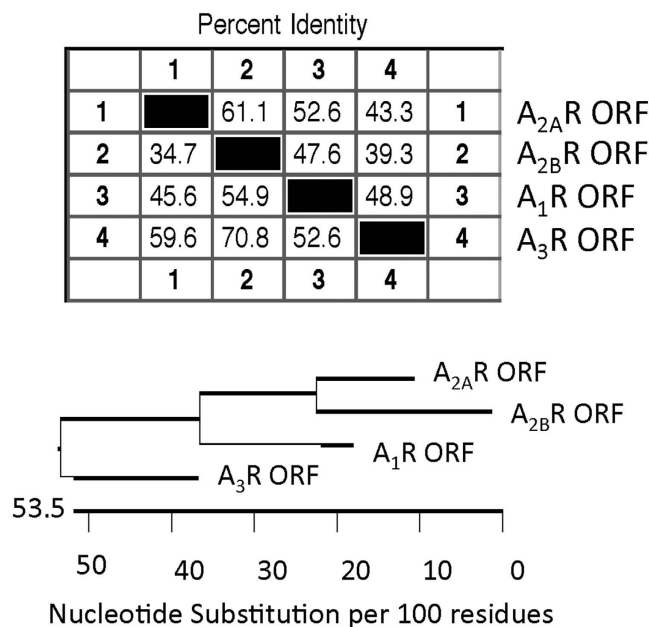 Percent Identity
1 2 3 4
1 61.1 52.6 43.3 1 A2AR ORF
2 34.7 47.6 39.3 2 A2BR ORF
3 45.6 54.9 48.9 3 A1R ORF
4 59.6 70.8 52.6 4 A3R ORF
1 2 3 4
A2AR ORF
A2BR ORF
A1R ORF
A3R ORF
53.5
50 40 30 20 10 0
Nucleotide Substitution per 100 residues